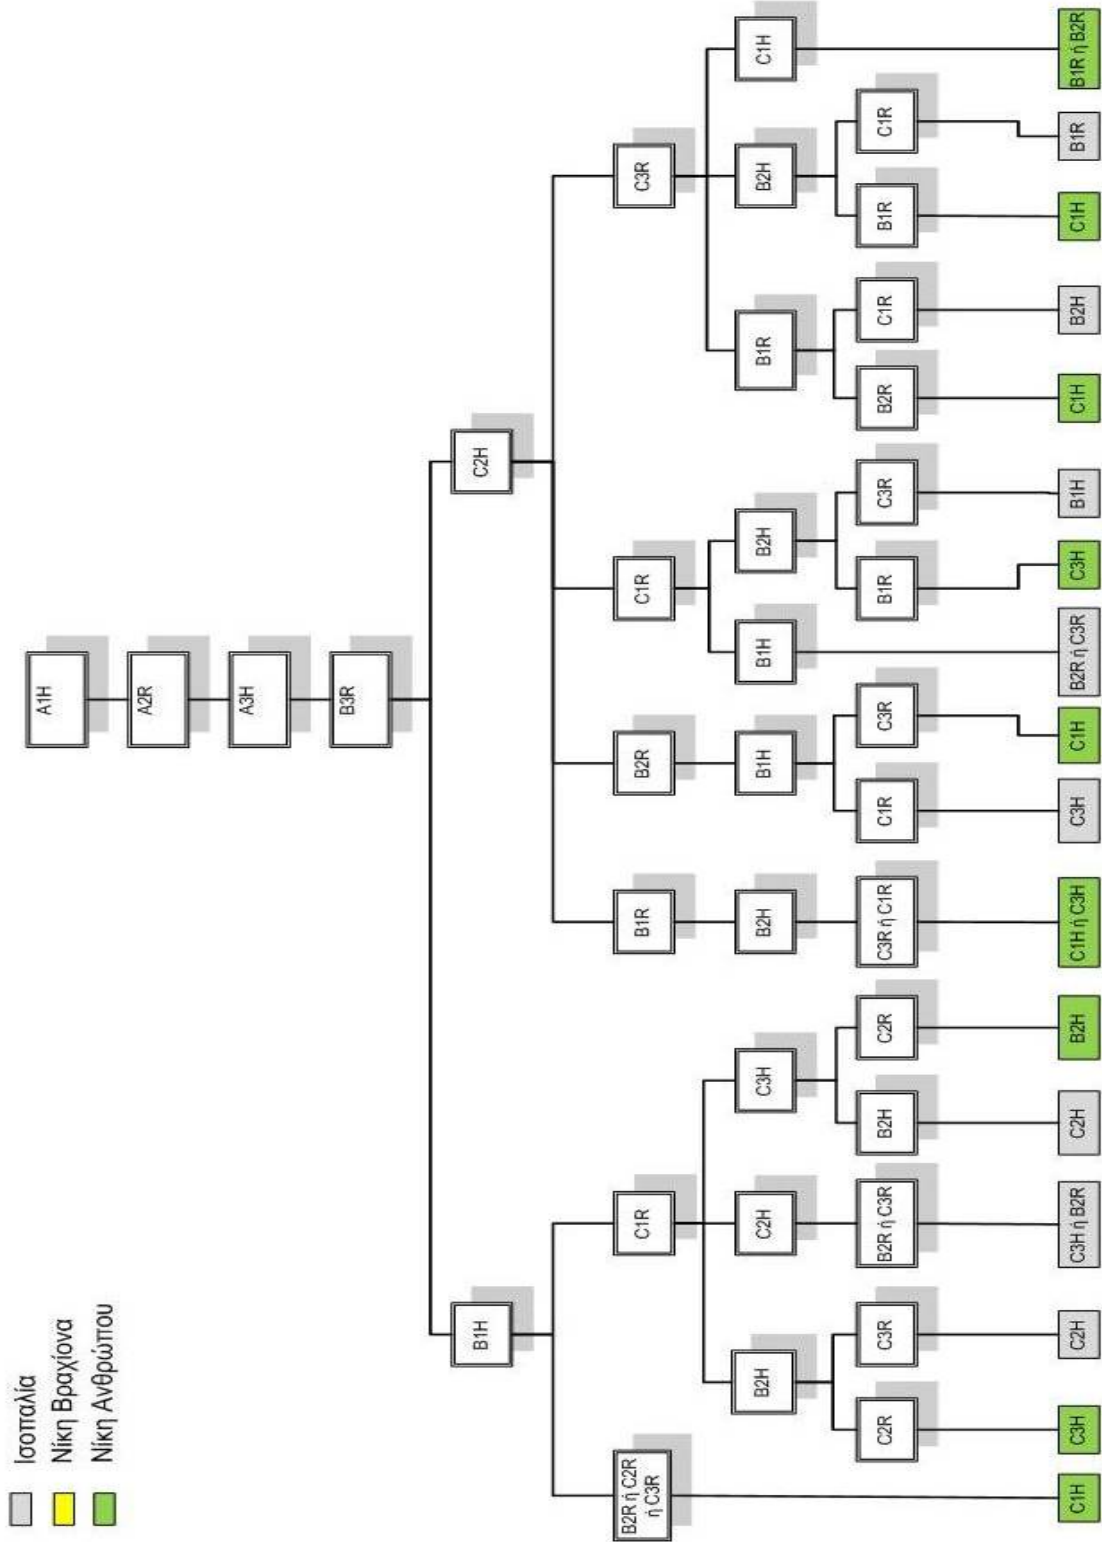 Ισοπαλία
Νίκη Βραχίονα
Νίκη Ανθρώπου
A1H
A2R
A3H
B3R
B1H
C2H
B2R ή C2R
ή C3R
C1R
B1R
B2R
C1R
C3R
B2H
C2H
C3H
B2H
B1H
B1H
B2H
B1R
B2H
C1H
C2R
C3R
B2R ή C3R
B2H
C2R
C3R ή C1R
C1R
C3R
B1R
C3R
B2R
C1R
B1R
C1R
C1H
C3H
C2H
C3H ή B2R
C2H
B2H
C1H ή C3H
C3H
C1H
B2R ή C3R
C3H
B1H
C1H
B2H
C1H
B1R
B1R ή B2R